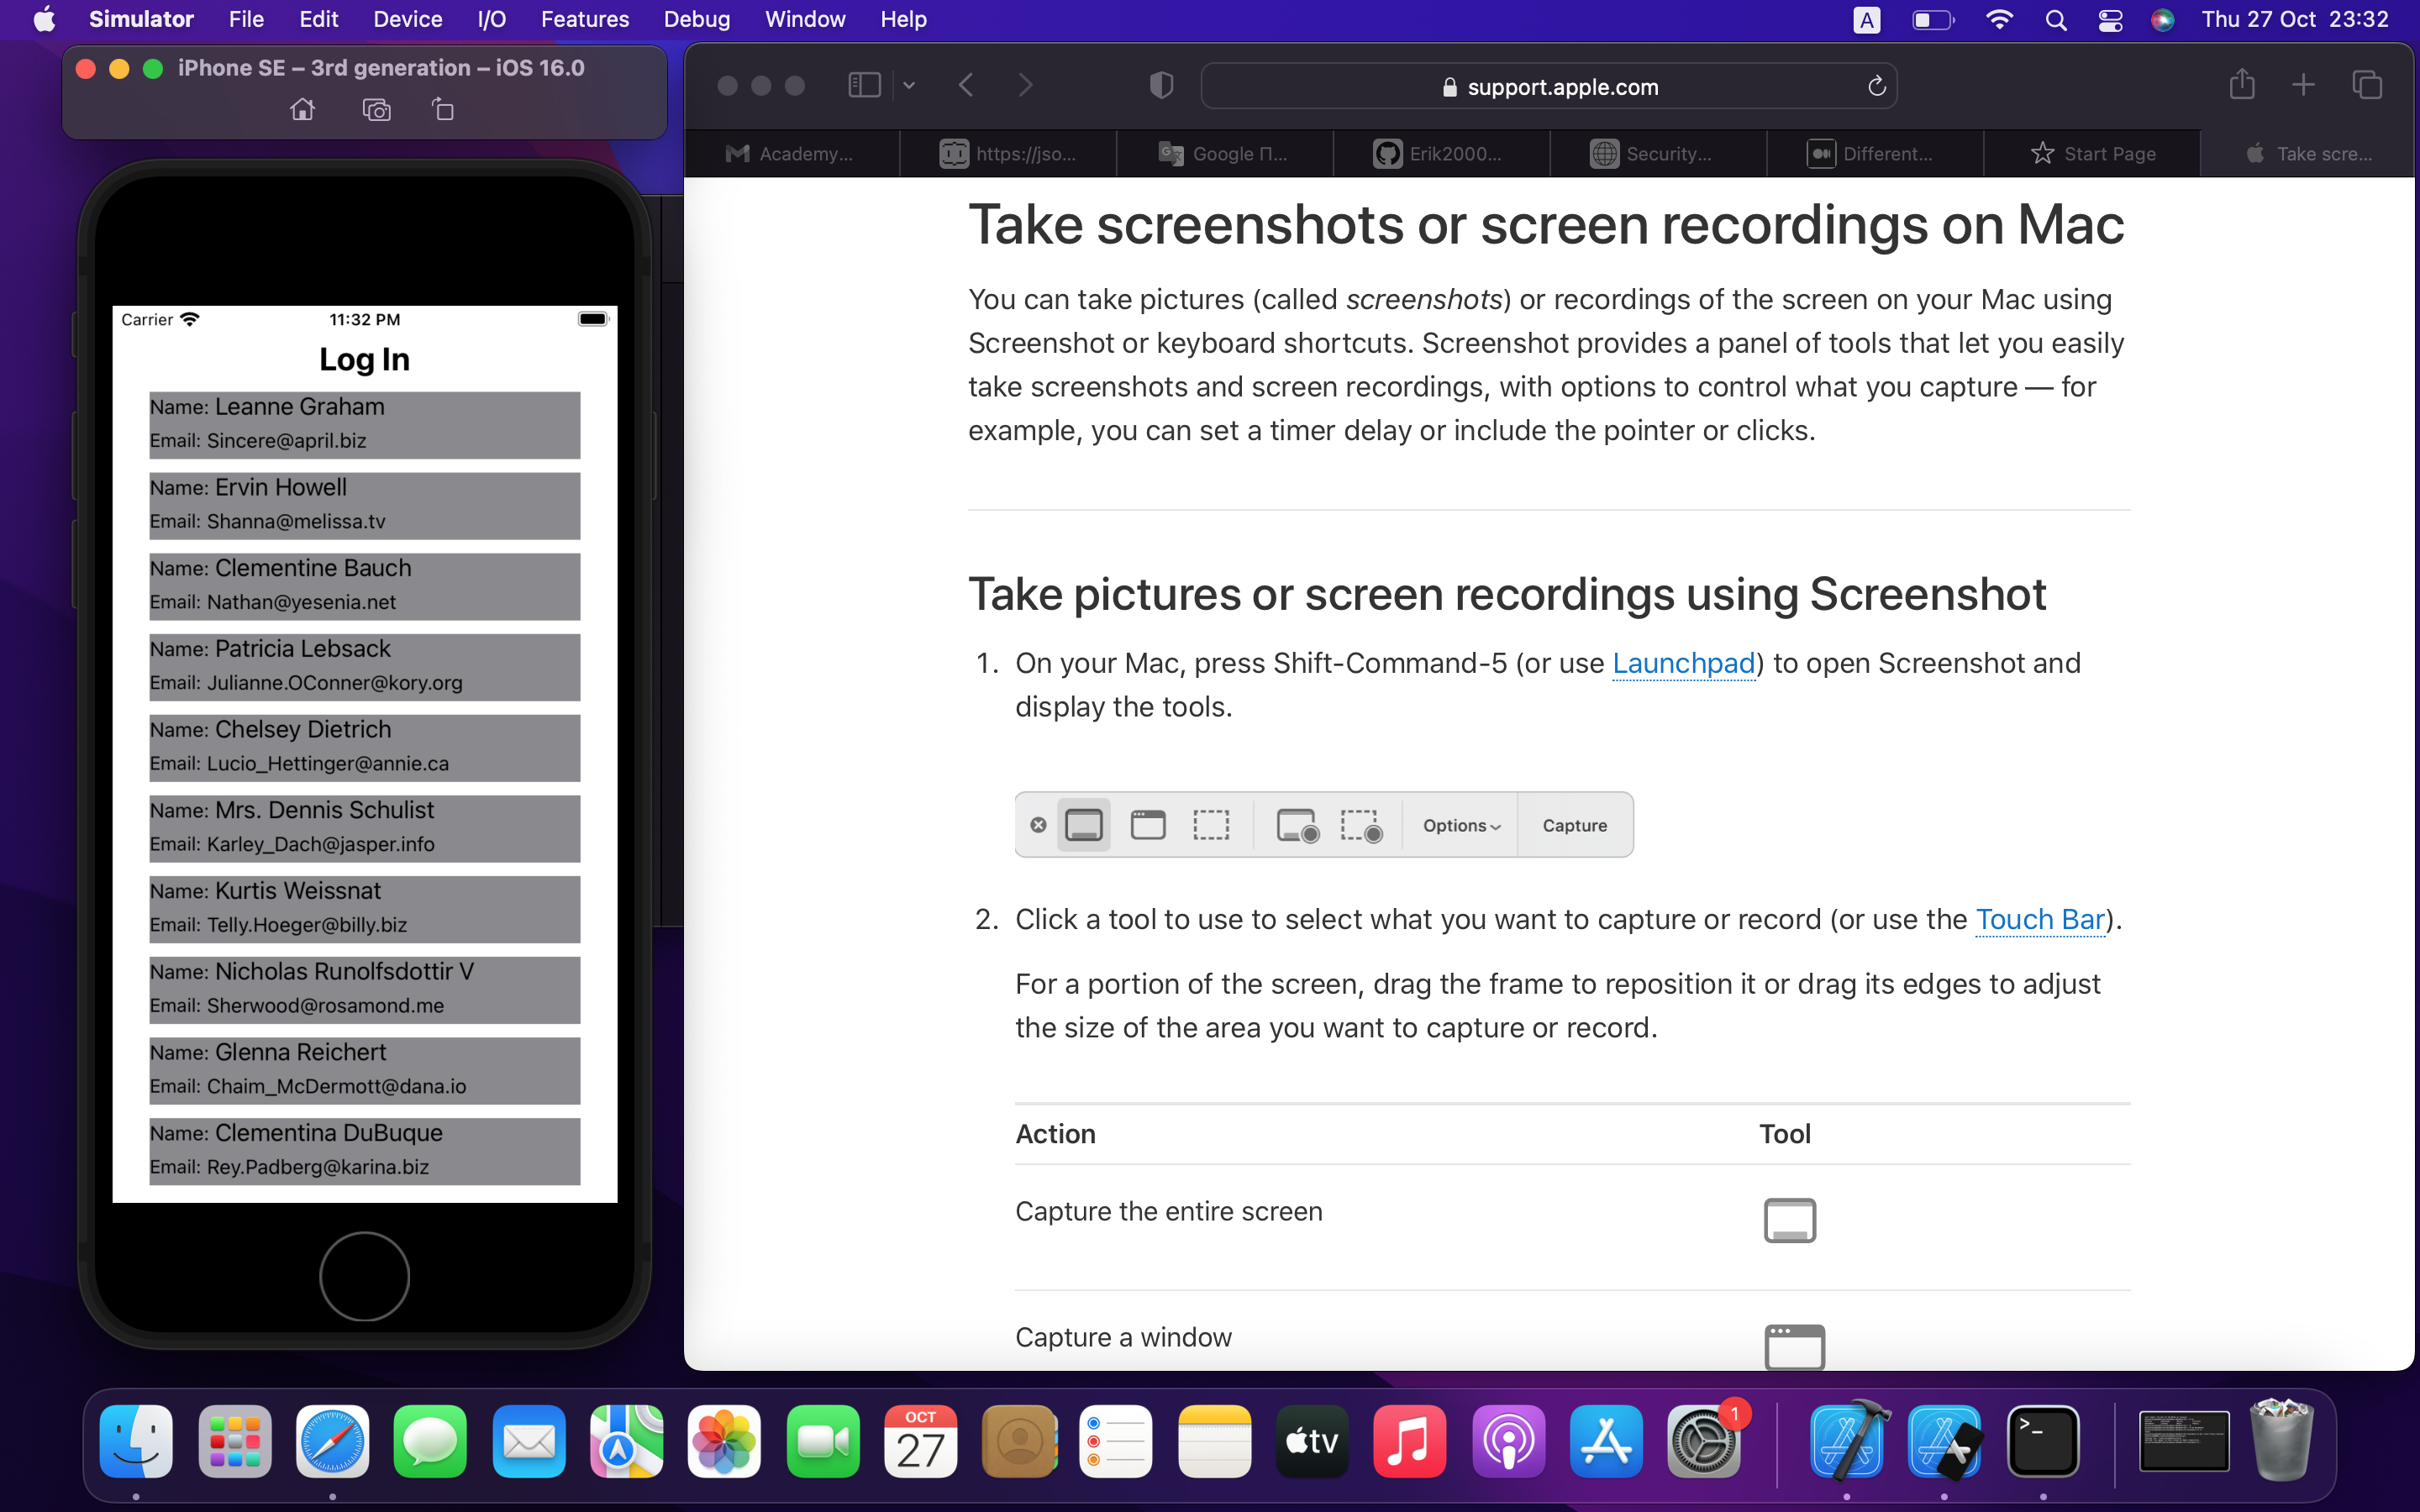 Simulator File Edit Device I/O Features Debug Window Help
A Thu 27 Oct 23:32
iPhone SE – 3rd generation – iOS 16.0
Carrier 11:32 PM
Log In
Name: Leanne Graham
Email: Sincere@april.biz
Name: Ervin Howell
Email: Shanna@melissa.tv
Name: Clementine Bauch
Email: Nathan@yesenia.net
Name: Patricia Lebsack
Email: Julianne.OConner@kory.org
Name: Chelsey Dietrich
Email: Lucio_Hettinger@annie.ca
Name: Mrs. Dennis Schulist
Email: Karley_Dach@jasper.info
Name: Kurtis Weissnat
Email: Telly.Hoeger@billy.biz
Name: Nicholas Runolfsdottir V
Email: Sherwood@rosamond.me
Name: Glenna Reichert
Email: Chaim_McDermott@dana.io
Name: Clementina DuBuque
Email: Rey.Padberg@karina.biz
support.apple.com
Academy... https://jso... Google П... Erik2000... Security... Different... Start Page Take scre...
Take screenshots or screen recordings on Mac
You can take pictures (called screenshots) or recordings of the screen on your Mac using
Screenshot or keyboard shortcuts. Screenshot provides a panel of tools that let you easily
take screenshots and screen recordings, with options to control what you capture — for
example, you can set a timer delay or include the pointer or clicks.
Take pictures or screen recordings using Screenshot
1. On your Mac, press Shift-Command-5 (or use Launchpad) to open Screenshot and
display the tools.
Options Capture
2. Click a tool to use to select what you want to capture or record (or use the Touch Bar).
For a portion of the screen, drag the frame to reposition it or drag its edges to adjust
the size of the area you want to capture or record.
Action Tool
Capture the entire screen
Capture a window
OCT
27
tv
1
>_